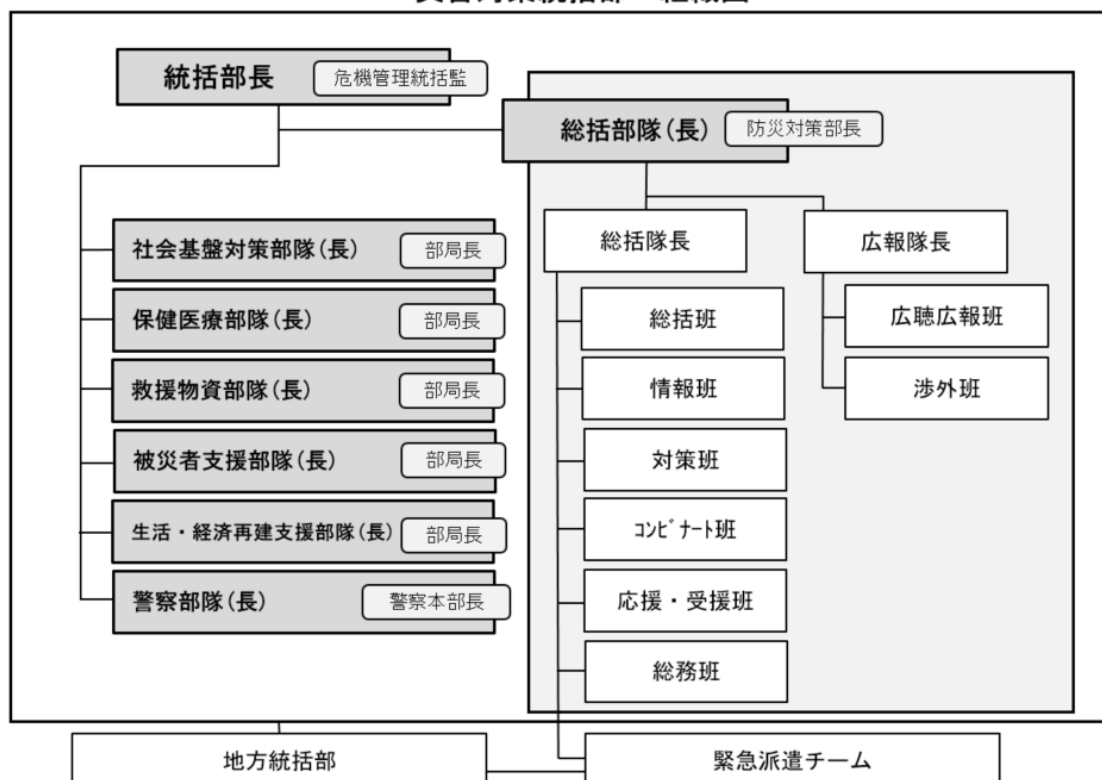 統括部長
危機管理統括監
総括部隊(長)
防災対策部長
社会基盤対策部隊(長)
部局長
保健医療部隊(長)
部局長
救援物資部隊(長)
部局長
被災者支援部隊(長)
部局長
生活・経済再建支援部隊(長)
部局長
警察部隊(長)
警察本部長
総括隊長
総括班
情報班
対策班
コンビナート班
応援・受援班
総務班
広報隊長
広聴広報班
渉外班
地方統括部
緊急派遣チーム